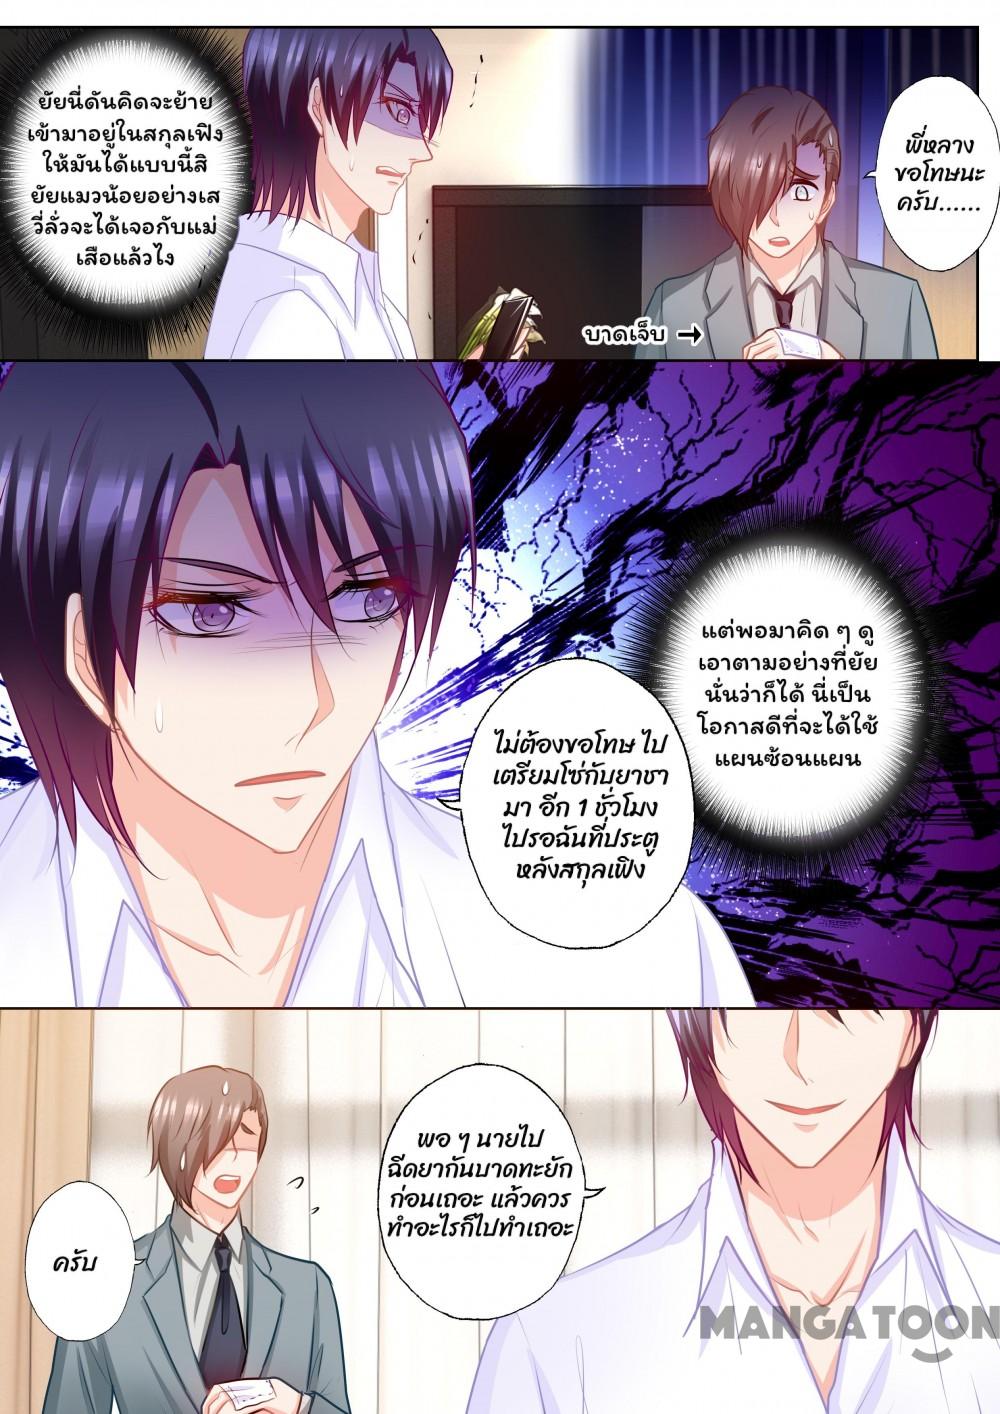 ยัยนี่ดันคิดจะย้าย
เข้ามาอยู่ในสกุลเฟิง
ให้มันได้แบบนี้สิ
ยัยแมวน้อยอย่างเส
วี่ลั่วจะได้เจอกับแม่
เสือแล้วไง
พี่หลาง
ขอโทษนะ
ครับ......
บาดเจ็บ →
แต่พอมาคิด ๆ ดู
เอาตามอย่างที่ยัย
นั่นว่าก็ได้ นี่เป็น
โอกาสดีที่จะได้ใช้
แผนซ้อนแผน
ไม่ต้องขอโทษ ไป
เตรียมโซ่กับยาชา
มา อีก 1 ชั่วโมง
ไปรอฉันที่ประตู
หลังสกุลเฟิง
พอ ๆ นายไป
ฉีดยากันบาดทะยัก
ก่อนเถอะ แล้วควร
ทำอะไรก็ไปทำเถอะ
ครับ
MANGATOON